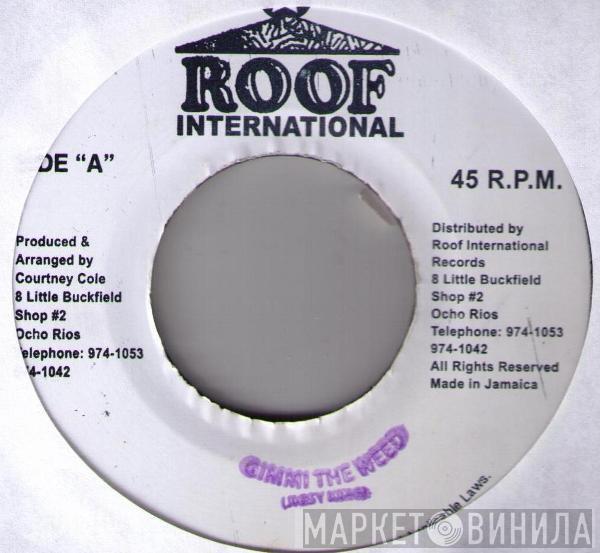 ROOF
INTERNATIONAL
DE "A"
45 R.P.M.
Produced &
Arranged by
Courtney Cole
8 Little Buckfield
Shop #2
Ocho Rios
elephone: 974-1053
4-1042
Distributed by
Roof International
Records
8 Little Buckfield
Shop #2
Ocho Rios
Telephone: 974-1053
974-1042
All Rights Reserved
Made in Jamaica
GIMMI THE WEED
able Laws.
МАРКЕТ ВИНИЛА